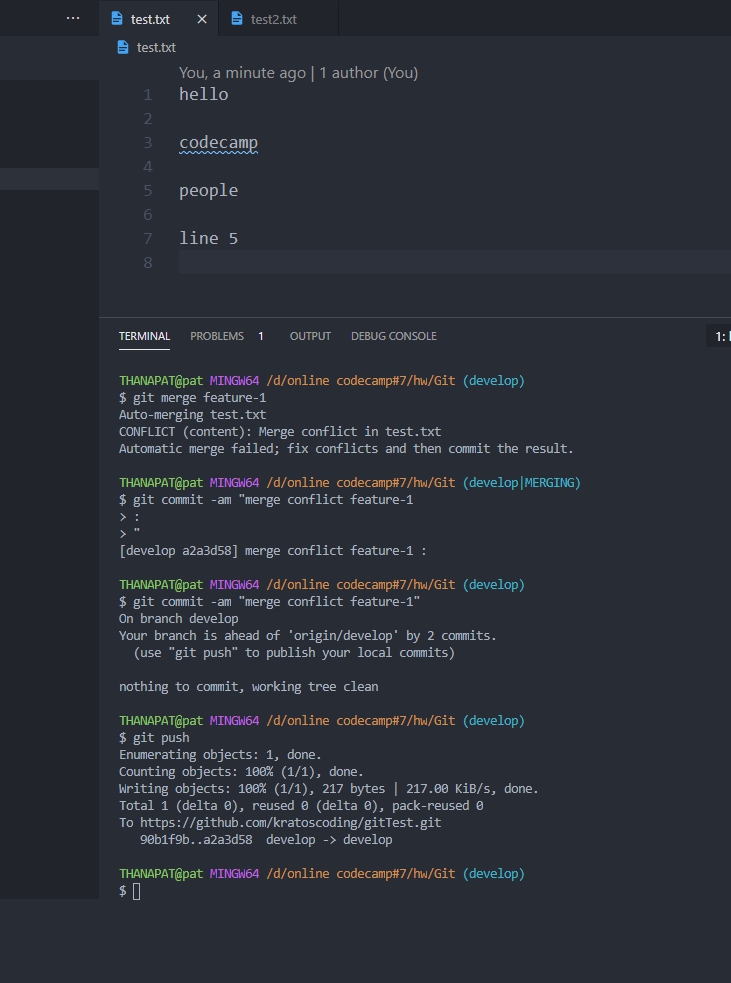 ··· test.txt × test2.txt
test.txt
You, a minute ago | 1 author (You)
1 hello
2
3 codecamp
4
5 people
6
7 line 5
8
TERMINAL PROBLEMS 1 OUTPUT DEBUG CONSOLE 1:
THANAPAT@pat MINGW64 /d/online codecamp#7/hw/Git (develop)
$ git merge feature-1
Auto-merging test.txt
CONFLICT (content): Merge conflict in test.txt
Automatic merge failed; fix conflicts and then commit the result.
THANAPAT@pat MINGW64 /d/online codecamp#7/hw/Git (develop|MERGING)
$ git commit -am "merge conflict feature-1
> :
> "
[develop a2a3d58] merge conflict feature-1 :
THANAPAT@pat MINGW64 /d/online codecamp#7/hw/Git (develop)
$ git commit -am "merge conflict feature-1"
On branch develop
Your branch is ahead of 'origin/develop' by 2 commits.
(use "git push" to publish your local commits)
nothing to commit, working tree clean
THANAPAT@pat MINGW64 /d/online codecamp#7/hw/Git (develop)
$ git push
Enumerating objects: 1, done.
Counting objects: 100% (1/1), done.
Writing objects: 100% (1/1), 217 bytes | 217.00 KiB/s, done.
Total 1 (delta 0), reused 0 (delta 0), pack-reused 0
To https://github.com/kratoscoding/gitTest.git
90b1f9b..a2a3d58 develop -> develop
THANAPAT@pat MINGW64 /d/online codecamp#7/hw/Git (develop)
$